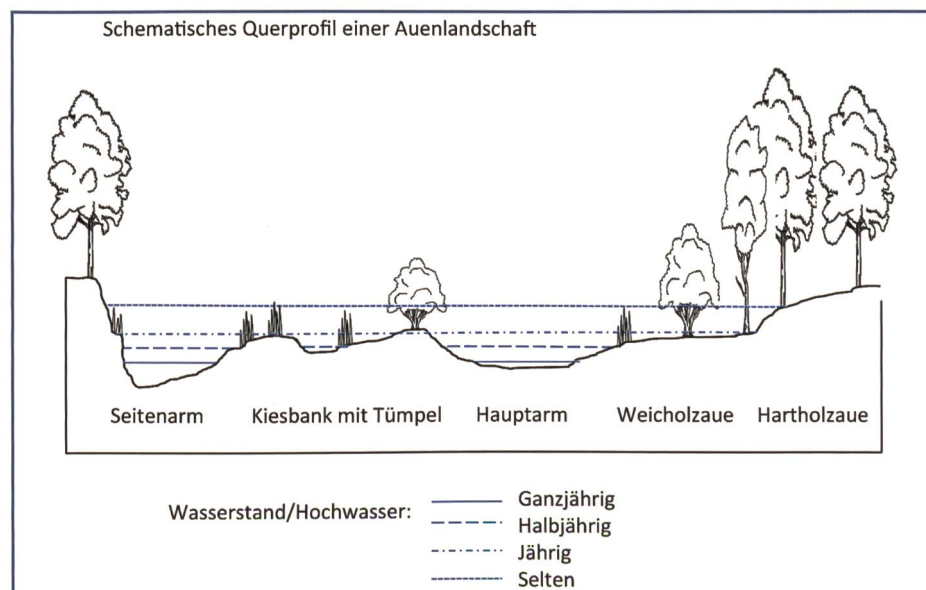 Schematisches Querprofil einer Auenlandschaft
Seitenarm Kiesbank mit Tümpel Hauptarm Weicholzaue Hartholzaue
Wasserstand/Hochwasser:
Ganzjährig
Halbjährig
Jährig
Selten